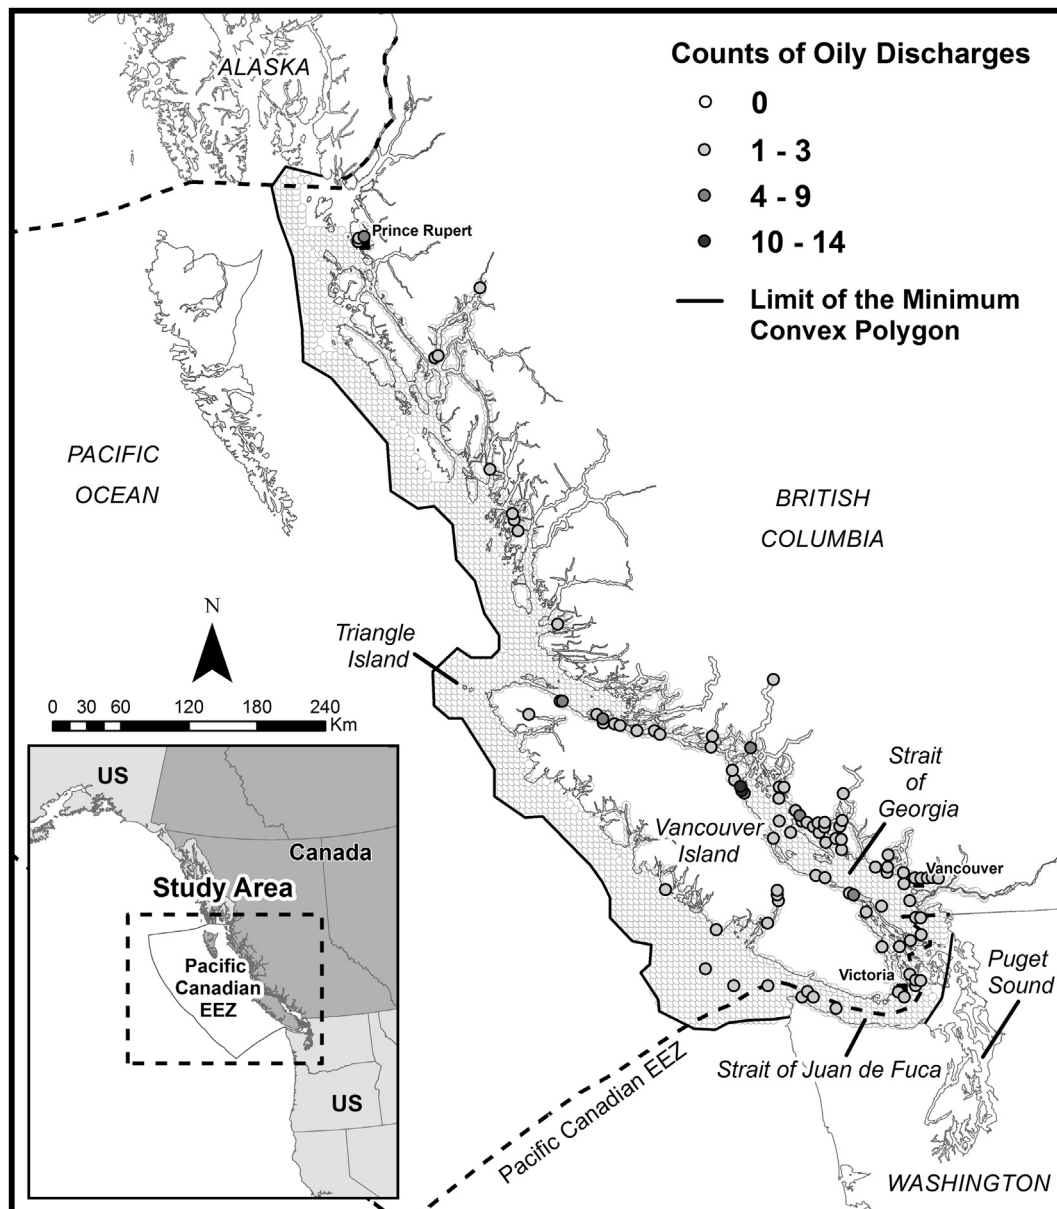 ALASKA
Counts of Oily Discharges
0
1 - 3
4 - 9
10 - 14
Limit of the Minimum
Convex Polygon
Prince Rupert
PACIFIC
OCEAN
BRITISH
COLUMBIA
N
Triangle
Island
0 30 60 120 180 240
Km
Strait
of
Georgia
Vancouver
Island
Vancouver
Victoria
Puget
Sound
Strait of Juan de Fuca
Pacific Canadian EEZ
WASHINGTON
US
Canada
Study Area
Pacific
Canadian
EEZ
US